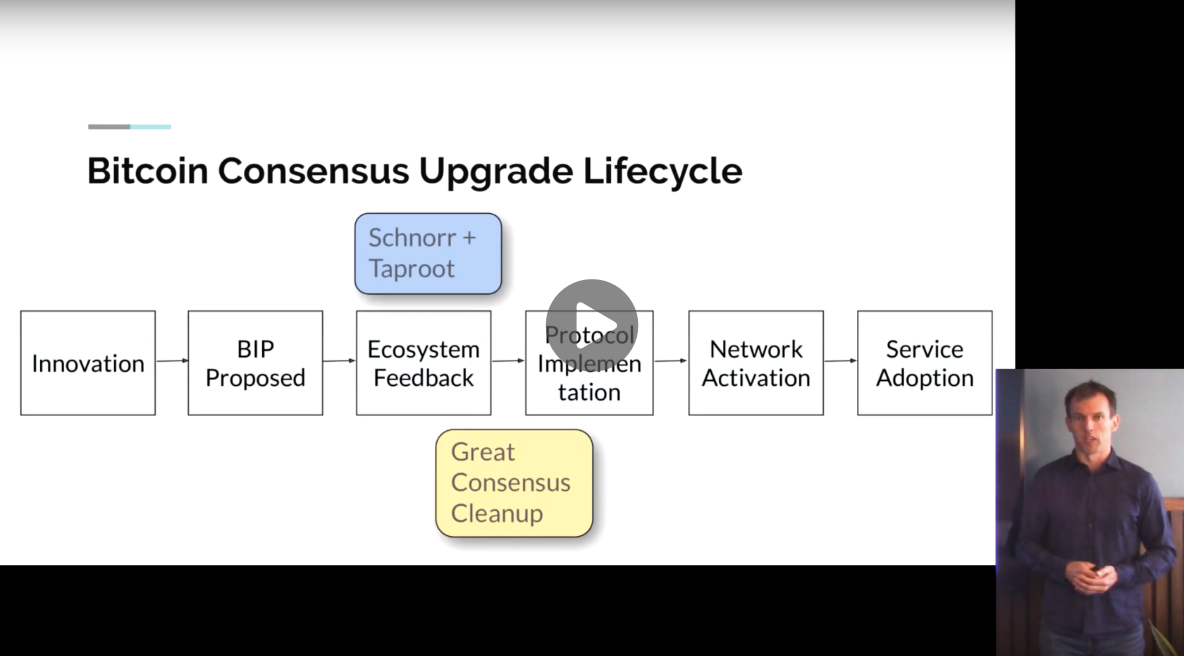 Bitcoin Consensus Upgrade Lifecycle
Schnorr +
Taproot
Innovation
BIP
Proposed
Ecosystem
Feedback
Protocol
Implemen
tation
Network
Activation
Service
Adoption
Great
Consensus
Cleanup